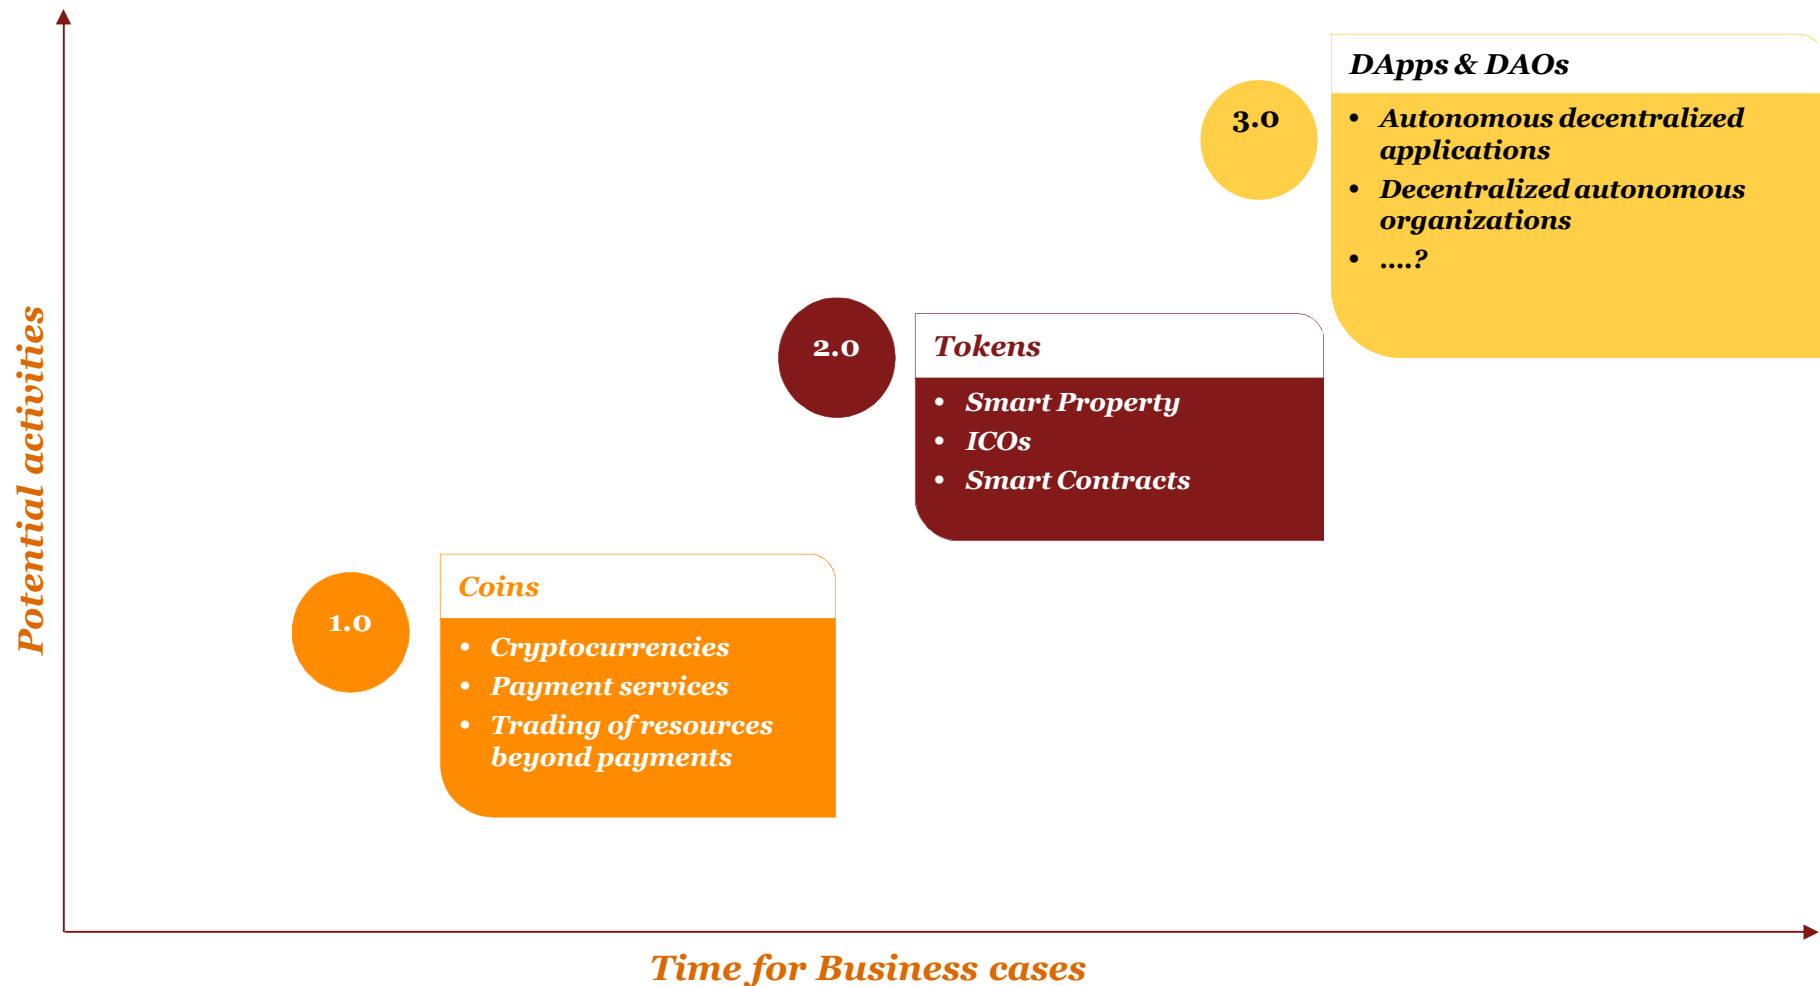 DApps & DAOs
3.0
• Autonomous decentralized
applications
• Decentralized autonomous
organizations
• ....?
2.0
Tokens
• Smart Property
• ICOs
• Smart Contracts
Potential activities
1.0
Coins
• Cryptocurrencies
• Payment services
• Trading of resources
beyond payments
Time for Business cases